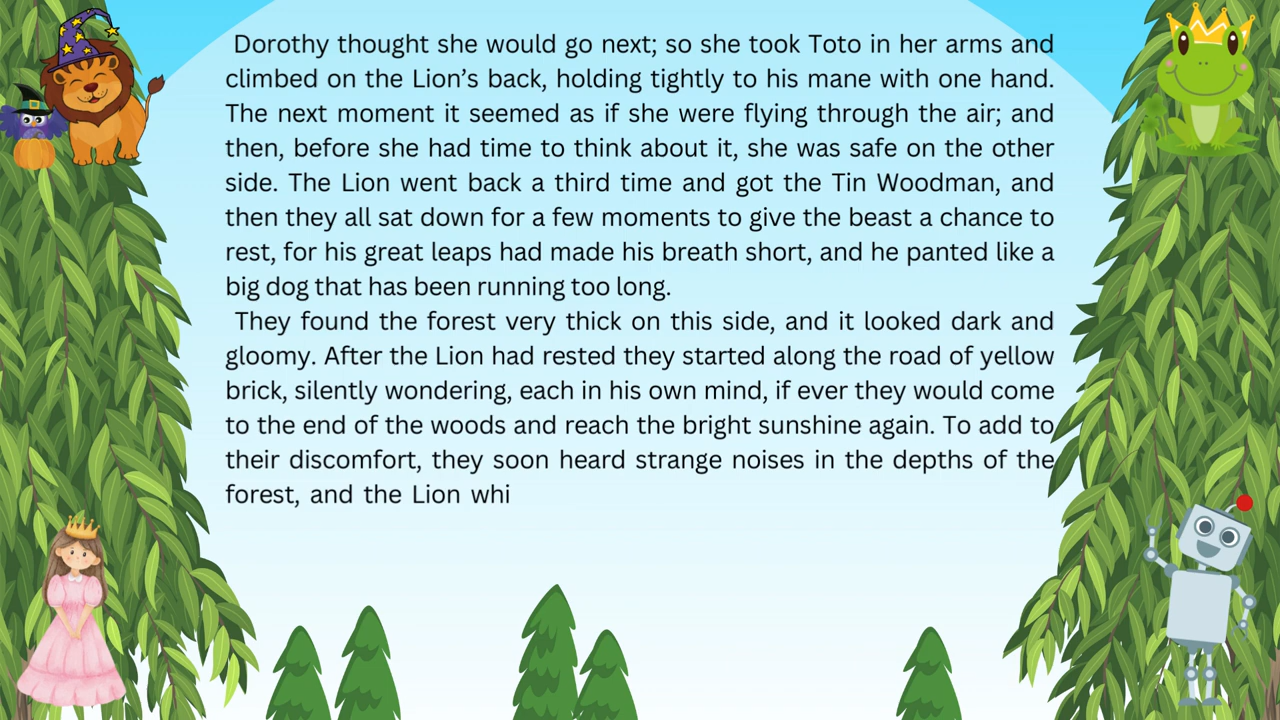 Dorothy thought she would go next; so she took Toto in her arms and
climbed on the Lion’s back, holding tightly to his mane with one hand.
The next moment it seemed as if she were flying through the air; and
then, before she had time to think about it, she was safe on the other
side. The Lion went back a third time and got the Tin Woodman, and
then they all sat down for a few moments to give the beast a chance to
rest, for his great leaps had made his breath short, and he panted like a
big dog that has been running too long.
They found the forest very thick on this side, and it looked dark and
gloomy. After the Lion had rested they started along the road of yellow
brick, silently wondering, each in his own mind, if ever they would come
to the end of the woods and reach the bright sunshine again. To add to
their discomfort, they soon heard strange noises in the depths of the
forest, and the Lion whi